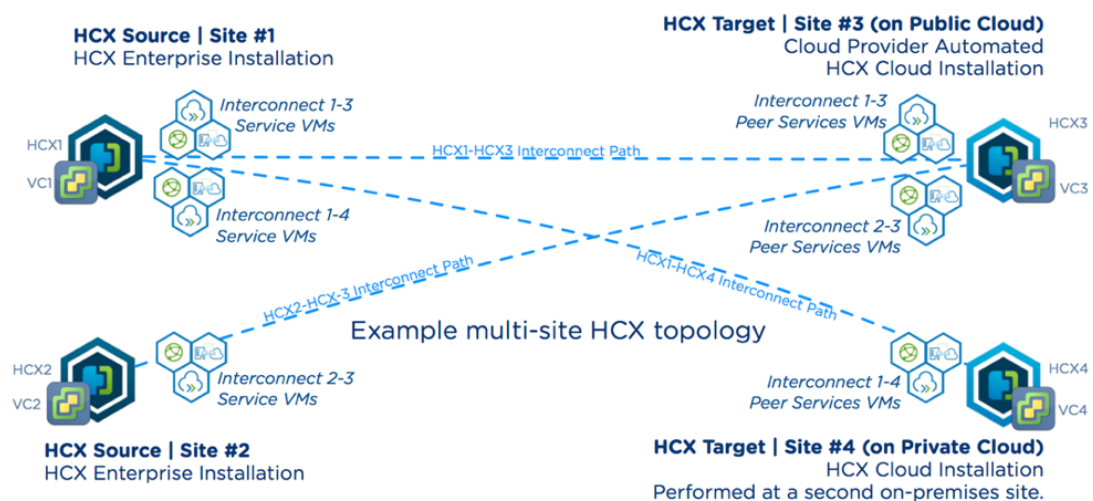 HCX Source | Site #1
HCX Enterprise Installation
HCX Target | Site #3 (on Public Cloud)
Cloud Provider Automated
HCX Cloud Installation
Interconnect 1-3
Service VMs
Interconnect 1-3
Peer Services VMs
HCX1
VC1
HCX1-HCX3 Interconnect Path
HCX3
VC3
Interconnect 1-4
Service VMs
Interconnect 2-3
Peer Services VMs
HCX2-HCX-3 Interconnect Path
HCX1-HCX4 Interconnect Path
Example multi-site HCX topology
HCX2
VC2
Interconnect 2-3
Service VMs
Interconnect 1-4
Peer Services VMs
HCX4
VC4
HCX Source | Site #2
HCX Enterprise Installation
HCX Target | Site #4 (on Private Cloud)
HCX Cloud Installation
Performed at a second on-premises site.